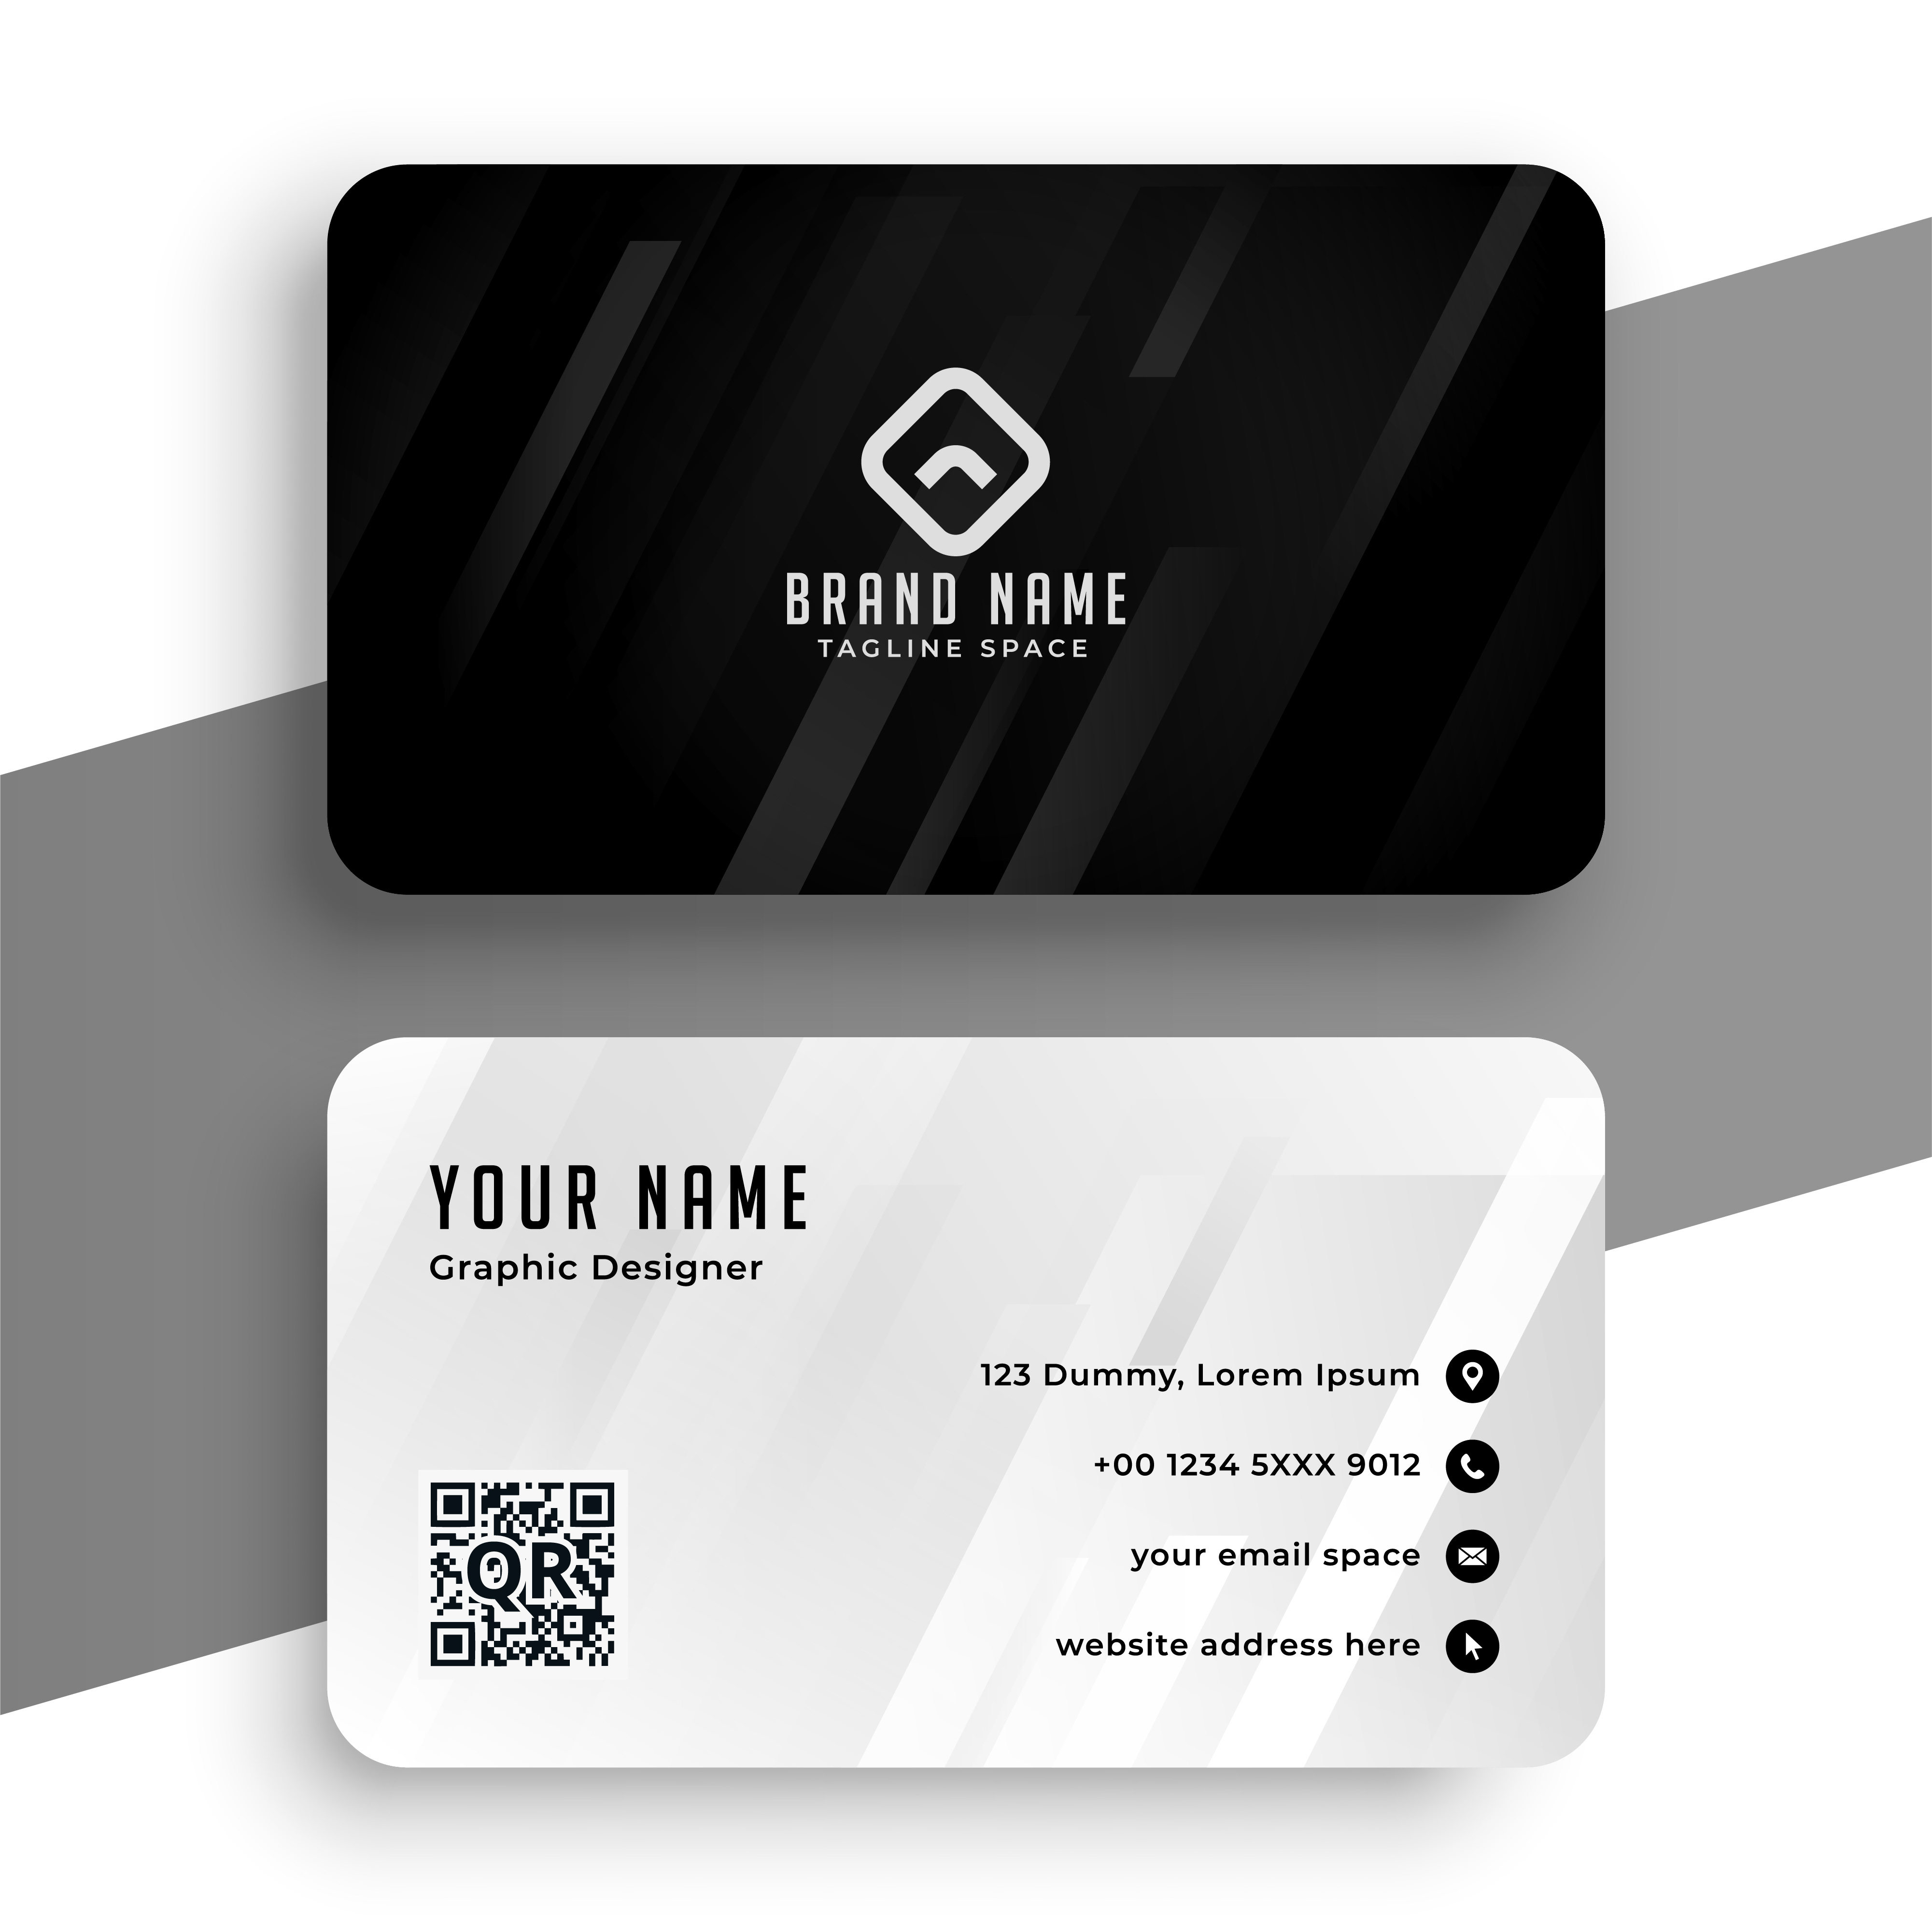 BRAND NAME
TAGLINE SPACE
YOUR NAME
Graphic Designer
123 Dummy, Lorem Ipsum
+00 1234 5XXX 9012
your email space
website address here
QR